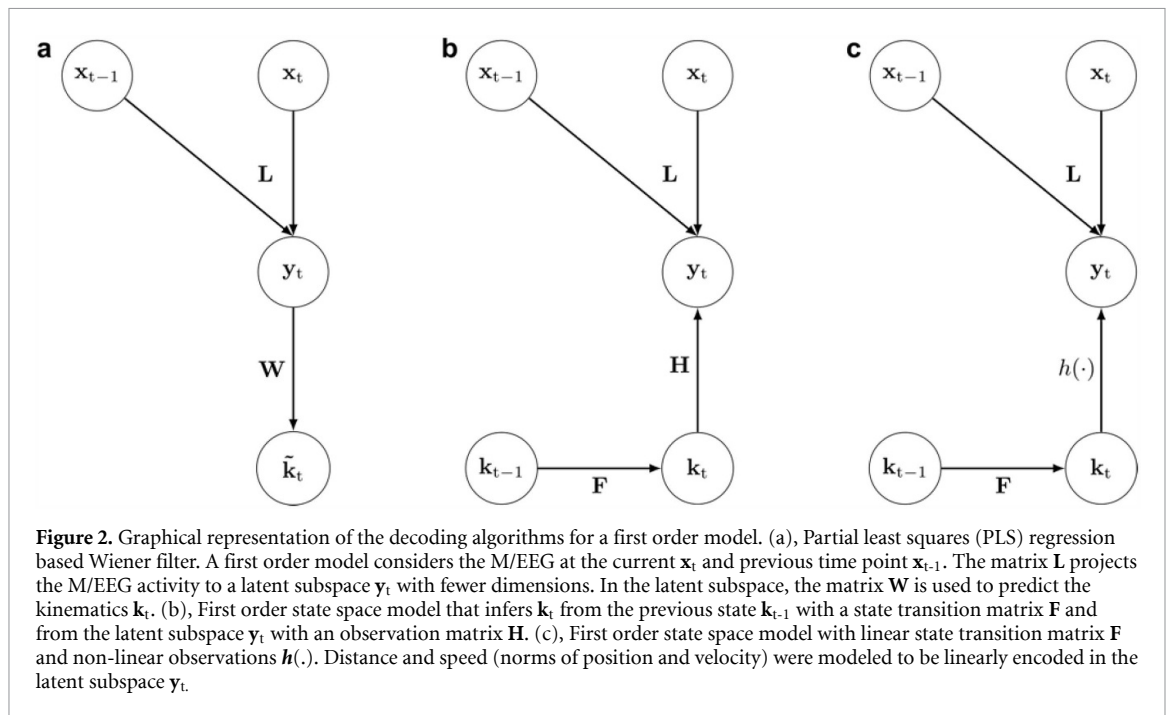 a
b
c
x_{t−1}
x_t
x_{t−1}
x_t
x_{t−1}
x_t
L
L
L
y_t
y_t
y_t
W
H
h(·)
k̃_t
k_{t−1}
k_t
k_{t−1}
k_t
F
F
Figure 2. Graphical representation of the decoding algorithms for a first order model. (a), Partial least squares (PLS) regression
based Wiener filter. A first order model considers the M/EEG at the current x_t and previous time point x_{t-1}. The matrix L projects
the M/EEG activity to a latent subspace y_t with fewer dimensions. In the latent subspace, the matrix W is used to predict the
kinematics k_t. (b), First order state space model that infers k_t from the previous state k_{t-1} with a state transition matrix F and
from the latent subspace y_t with an observation matrix H. (c), First order state space model with linear state transition matrix F
and non-linear observations h(.). Distance and speed (norms of position and velocity) were modeled to be linearly encoded in the
latent subspace y_t.